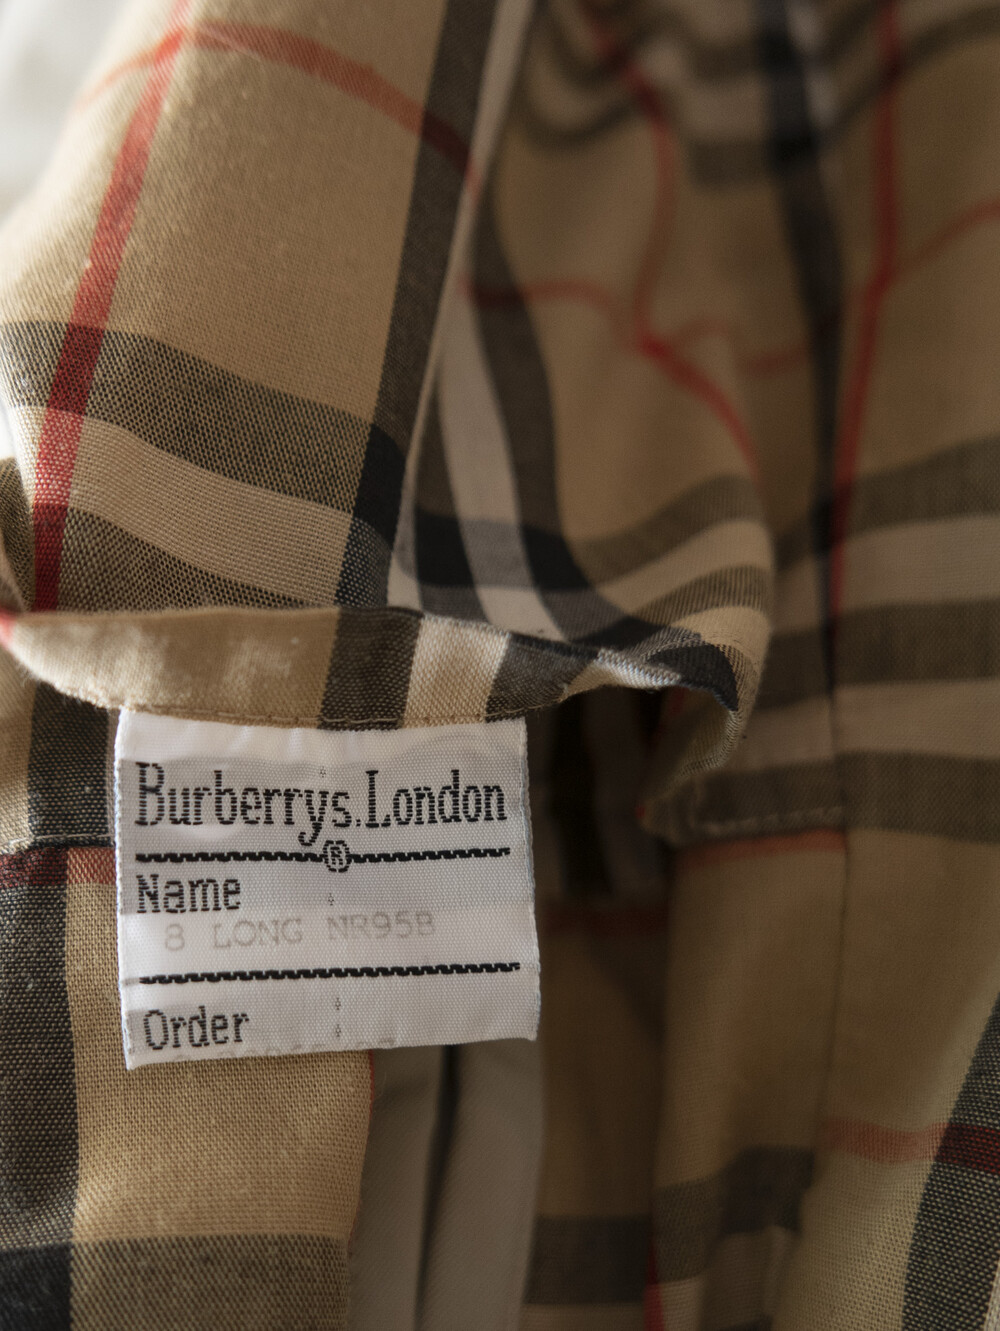 Burberrys.London
®
Name
8 LONG NR95B
Order